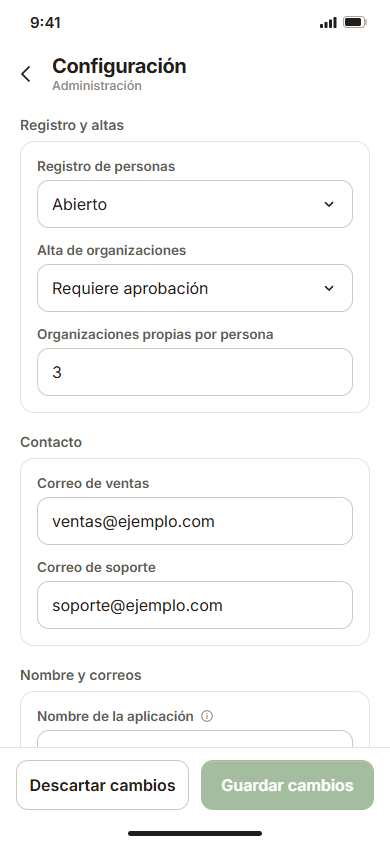 9:41
Configuración
Administración
Registro y altas
Registro de personas
Abierto
Alta de organizaciones
Requiere aprobación
Organizaciones propias por persona
3
Contacto
Correo de ventas
ventas@ejemplo.com
Correo de soporte
soporte@ejemplo.com
Nombre y correos
Nombre de la aplicación
Descartar cambios
Guardar cambios